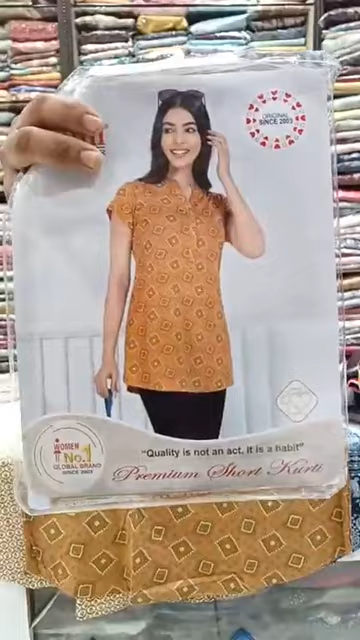 ORIGINAL
SINCE 2003
WOMEN
No.1
GLOBAL BRAND
SINCE 2003
"Quality is not an act, it is a habit"
Premium Short Kurti